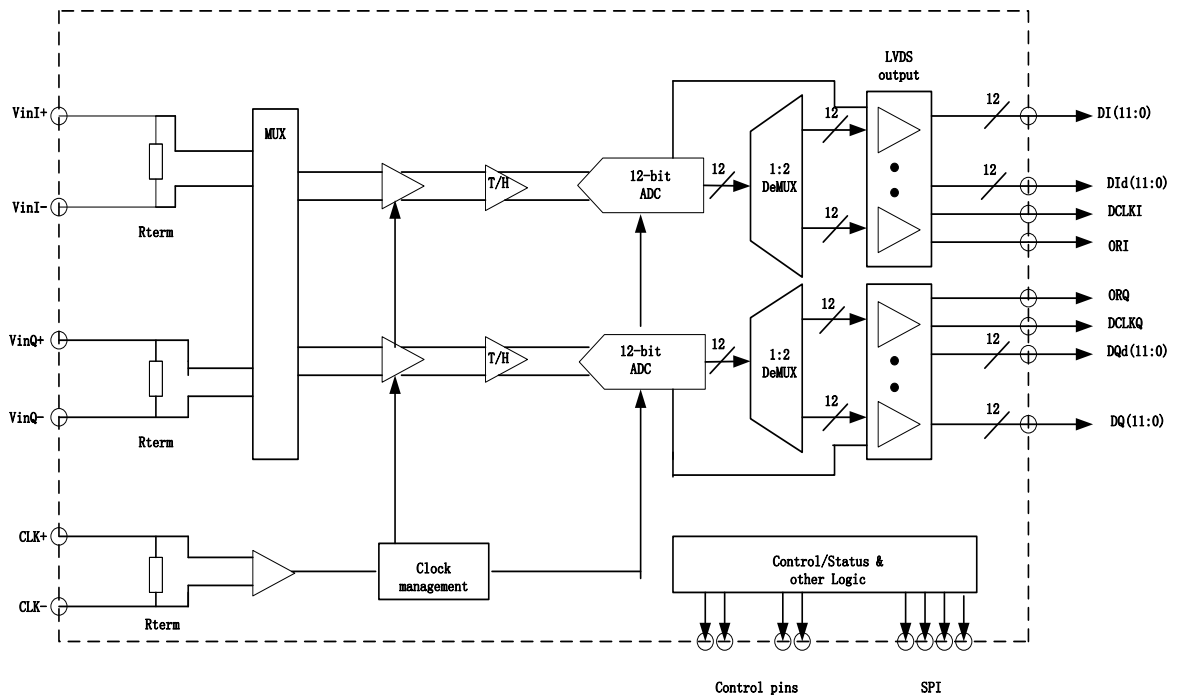 LVDS
output
VinI+
MUX
12
12
DI(11:0)
T/H
12-bit
ADC
12
1:2
DeMUX
12
DId(11:0)
VinI-
DCLKI
Rterm
12
ORI
ORQ
12
DCLKQ
VinQ+
T/H
12-bit
ADC
12
1:2
DeMUX
12
DQd(11:0)
VinQ-
12
12
DQ(11:0)
Rterm
CLK+
Clock
management
Control/Status &
other Logic
CLK-
Rterm
Control pins
SPI